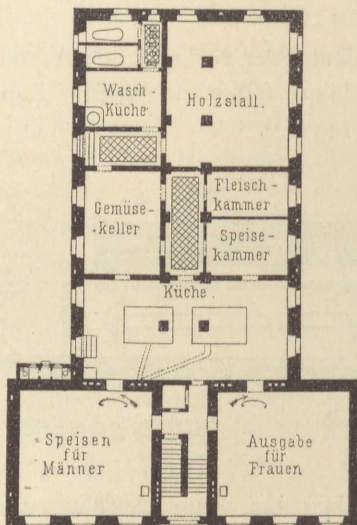 Wasch-
Küche
Holzstall.
Fleisch-
kammer
Gemüse-
keller
Speise-
kammer
Küche.
Speisen
für
Männer
Ausgabe
für
Frauen